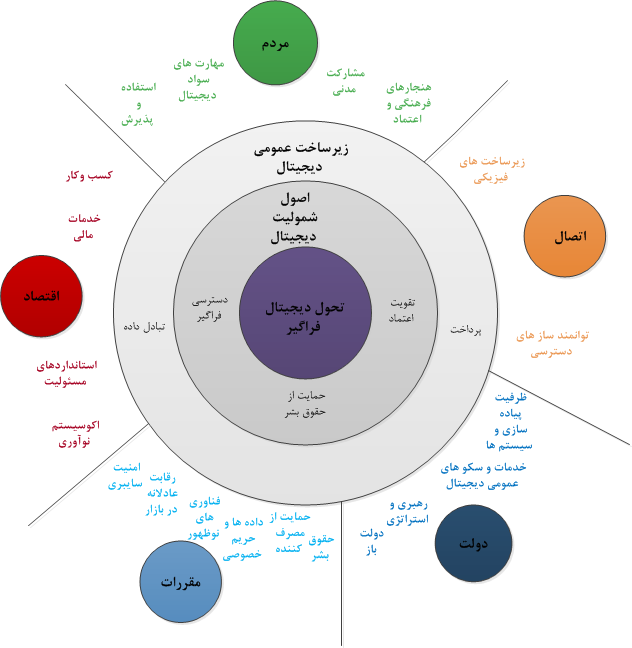 مردم
مهارت های
سواد
دیجیتال
مشارکت
مدنی
استفاده
و
پذیرش
هنجارهای
فرهنگی و
اعتماد
زیرساخت عمومی
دیجیتال
زیرساخت های
فیزیکی
کسب وکار
اصول
شمولیت
دیجیتال
خدمات
مالی
اتصال
اقتصاد
تحول دیجیتال
فراگیر
دسترسی
فراگیر
تقویت
اعتماد
تبادل داده
پرداخت
توانمند ساز های
دسترسی
استانداردهای
مسئولیت
حمایت از
حقوق بشر
ظرفیت
پیاده
سازی و
سیستم ها
اکوسیستم
نوآوری
خدمات و سکو های
عمومی دیجیتال
امنیت
سایبری
رقابت
عادلانه
در بازار
فناوری
های
نوظهور
داده ها و
حریم
خصوصی
حمایت از
مصرف
کننده
حقوق
بشر
رهبری و
استراتژی
دولت
باز
دولت
مقررات